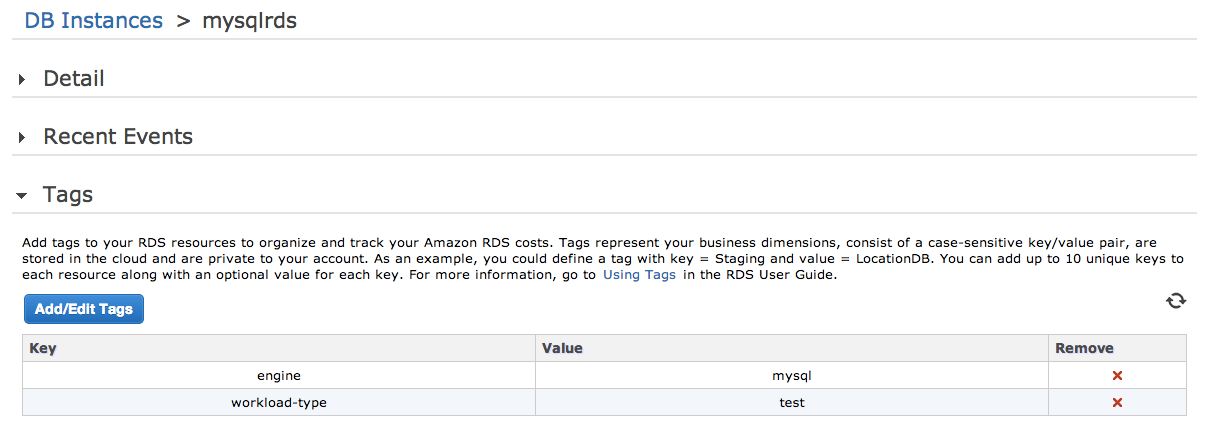 DB Instances > mysqlrds
Detail
Recent Events
Tags
Add tags to your RDS resources to organize and track your Amazon RDS costs. Tags represent your business dimensions, consist of a case-sensitive key/value pair, are
stored in the cloud and are private to your account. As an example, you could define a tag with key = Staging and value = LocationDB. You can add up to 10 unique keys to
each resource along with an optional value for each key. For more information, go to Using Tags in the RDS User Guide.
Add/Edit Tags
Key Value Remove
engine mysql
workload-type test